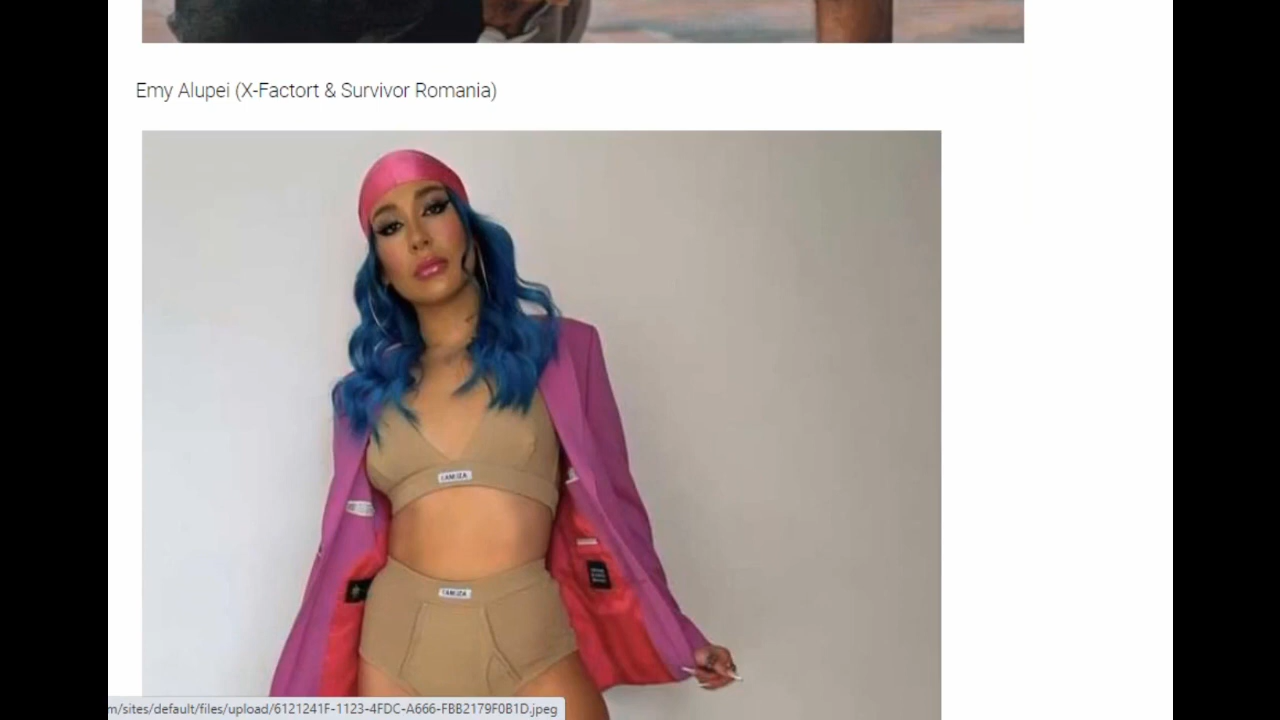 Emy Alupei (X-Factort & Survivor Romania)
m/sites/default/files/upload/6121241F-1123-4FDC-A666-FBB2179F0B1D.jpeg